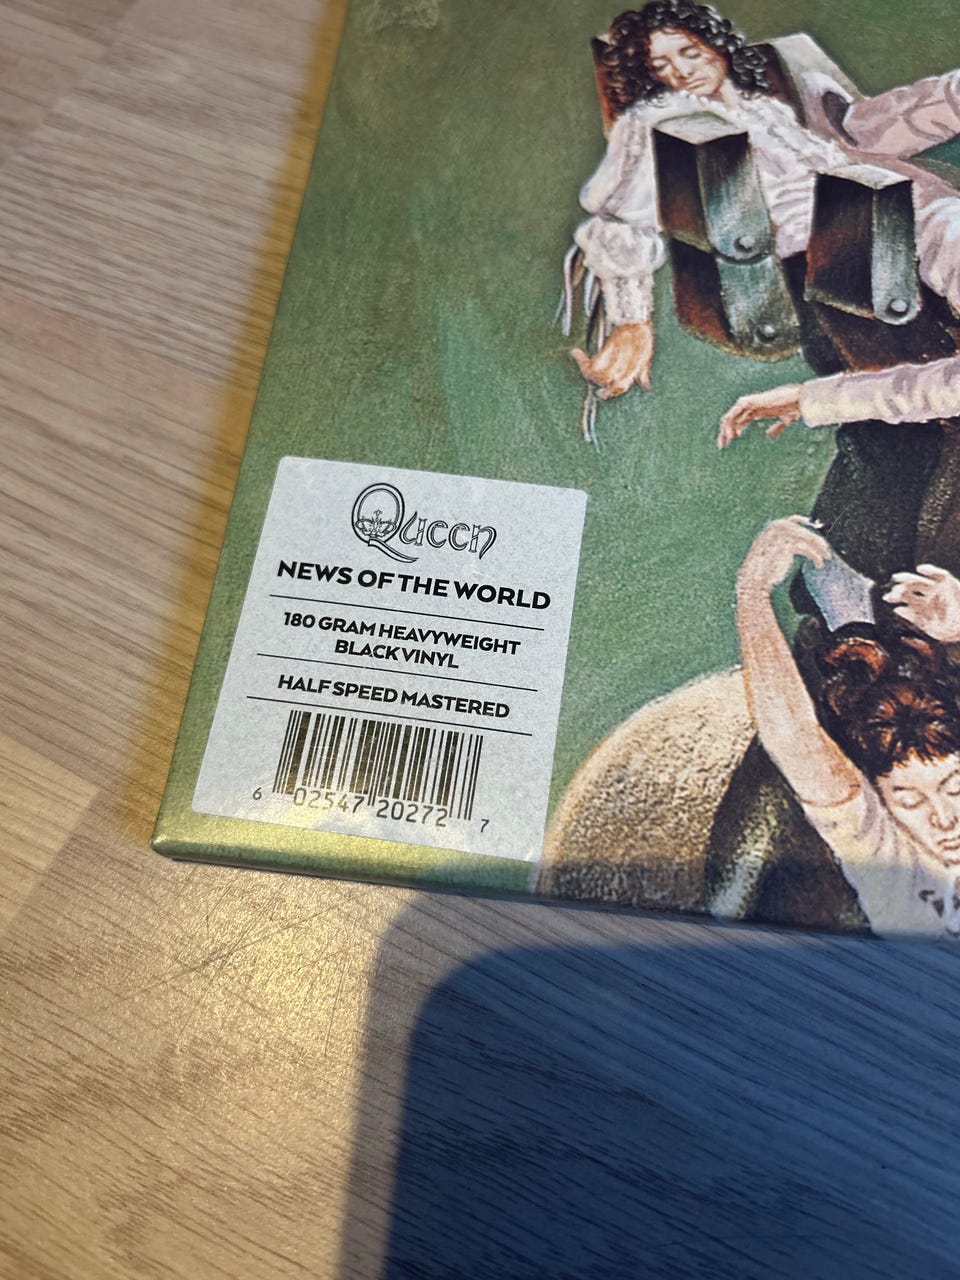 Queen
NEWS OF THE WORLD
180 GRAM HEAVYWEIGHT
BLACK VINYL
HALF SPEED MASTERED
6 02547 20272 7